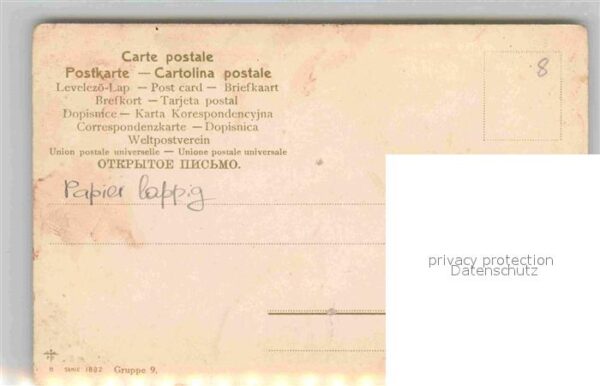 Carte postale
Postkarte — Cartolina postale
Levelező-Lap — Post card — Briefkaart
Brefkort — Tarjeta postal
Dopisnice — Karta Korespondencyjna
Correspondenzkarte — Dopisnica
Weltpostverein
Union postale universelle — Unione postale universale
ОТКРЫТОЕ ПИСЬМО.
8
Papier lappig
privacy protection
Datenschutz
Gruppe 9.